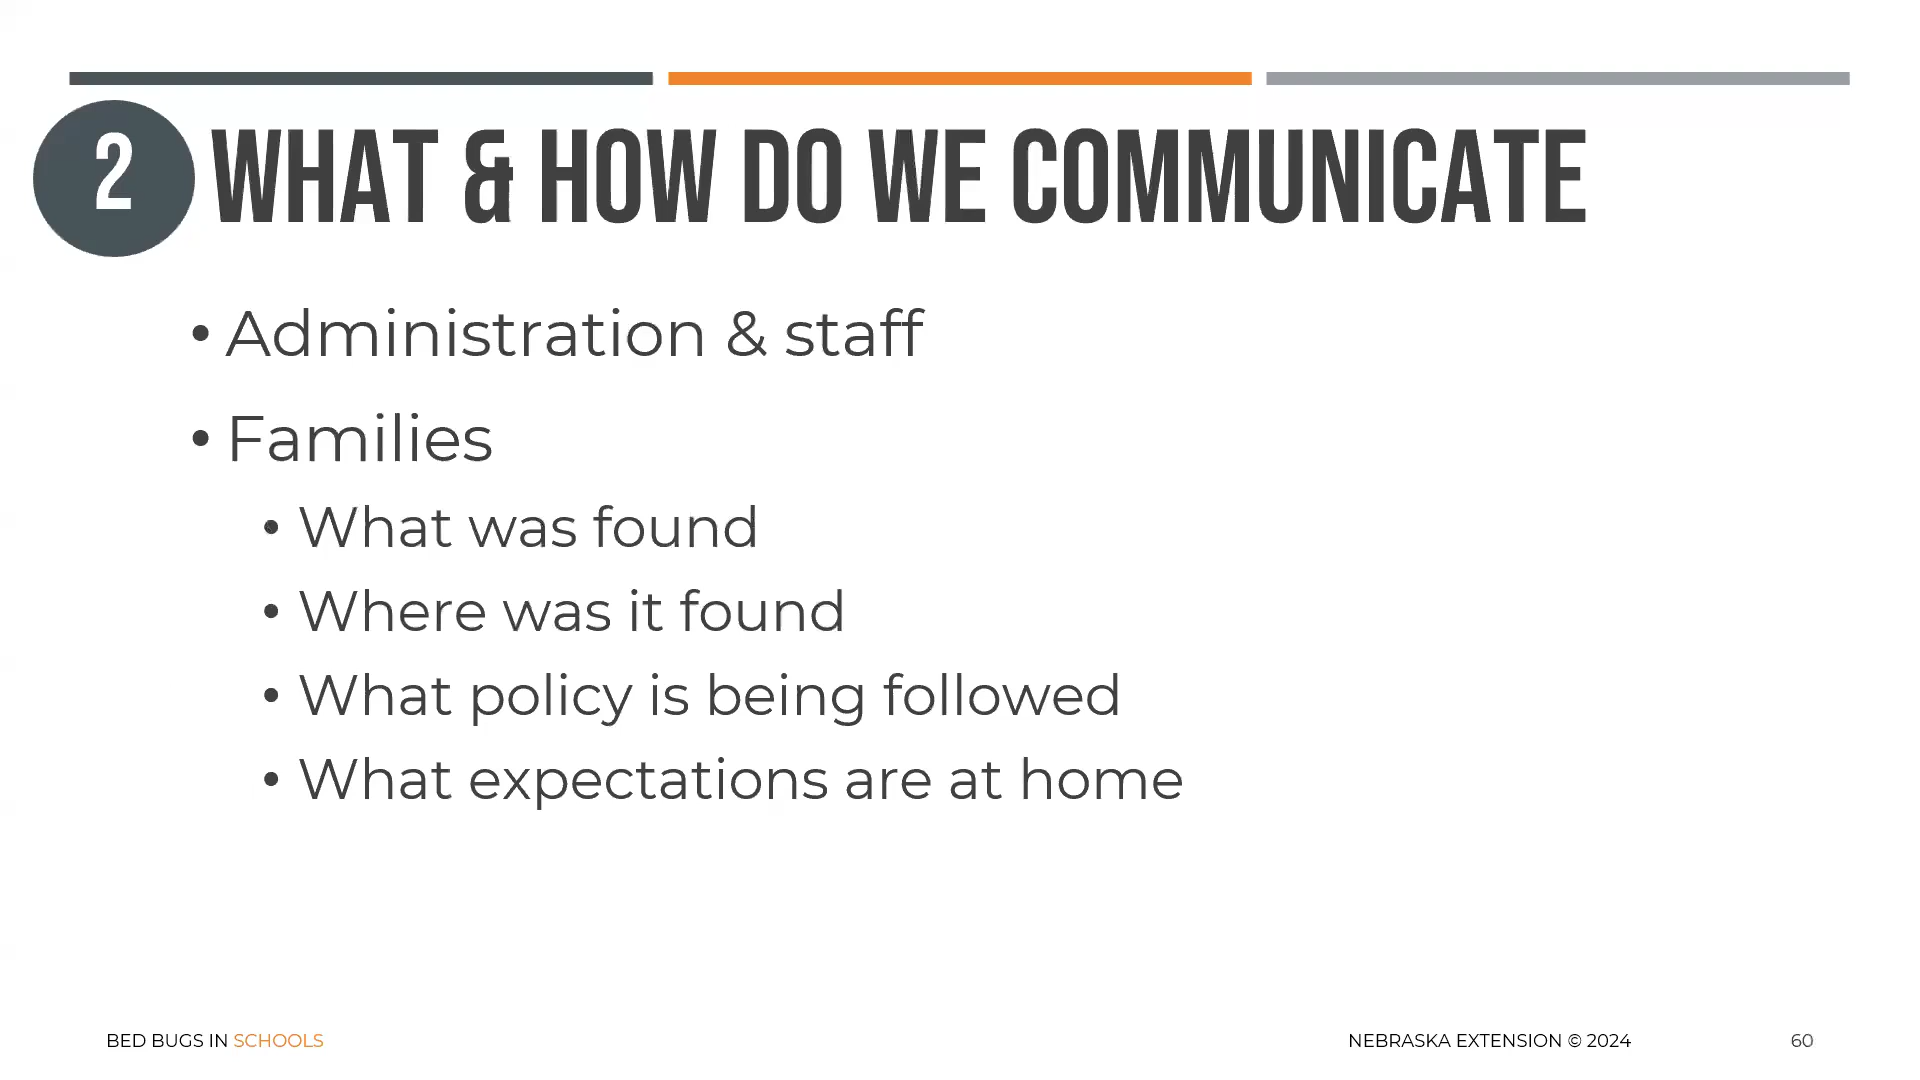 2
WHAT & HOW DO WE COMMUNICATE
• Administration & staff
• Families
• What was found
• Where was it found
• What policy is being followed
• What expectations are at home
BED BUGS IN SCHOOLS
NEBRASKA EXTENSION © 2024
60